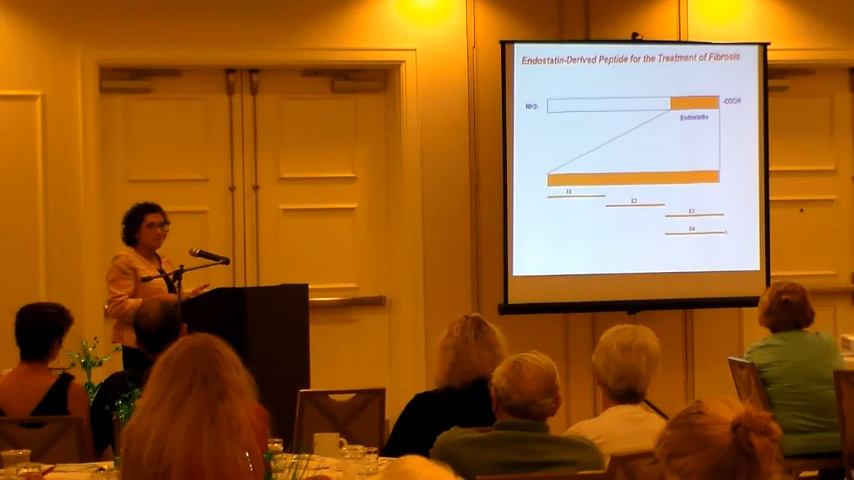 Endostatin-Derived Peptide for the Treatment of Fibrosis
NH2- -COOH
Endostatin
E1
E2
E3
E4